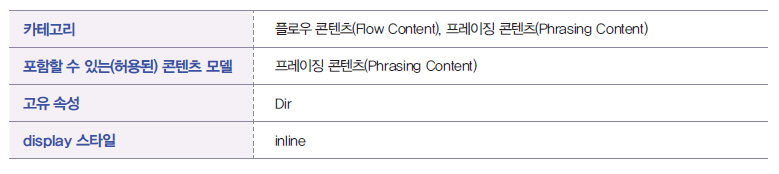 카테고리 플로우 콘텐츠(Flow Content), 프레이징 콘텐츠(Phrasing Content)
포함할 수 있는(허용된) 콘텐츠 모델 프레이징 콘텐츠(Phrasing Content)
고유 속성 Dir
display 스타일 inline